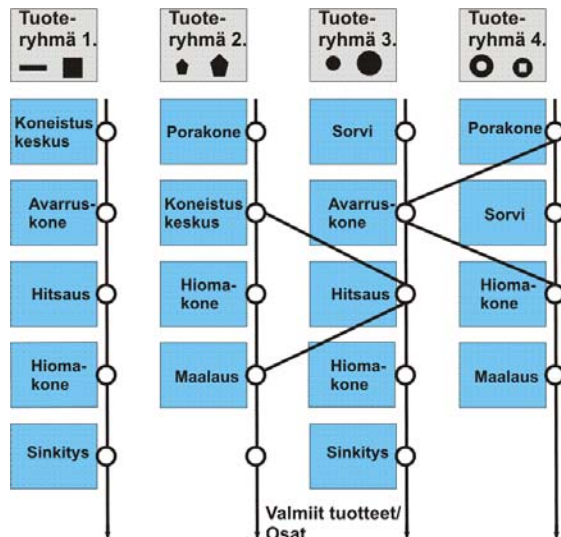 Tuote-
ryhmä 1.
Tuote-
ryhmä 2.
Tuote-
ryhmä 3.
Tuote-
ryhmä 4.
Koneistus
keskus
Porakone
Sorvi
Porakone
Avarrus-
kone
Koneistus
keskus
Avarrus-
kone
Sorvi
Hitsaus
Hioma-
kone
Hitsaus
Hioma-
kone
Hioma-
kone
Maalaus
Hioma-
kone
Maalaus
Sinkitys
Sinkitys
Valmiit tuotteet/
Osat